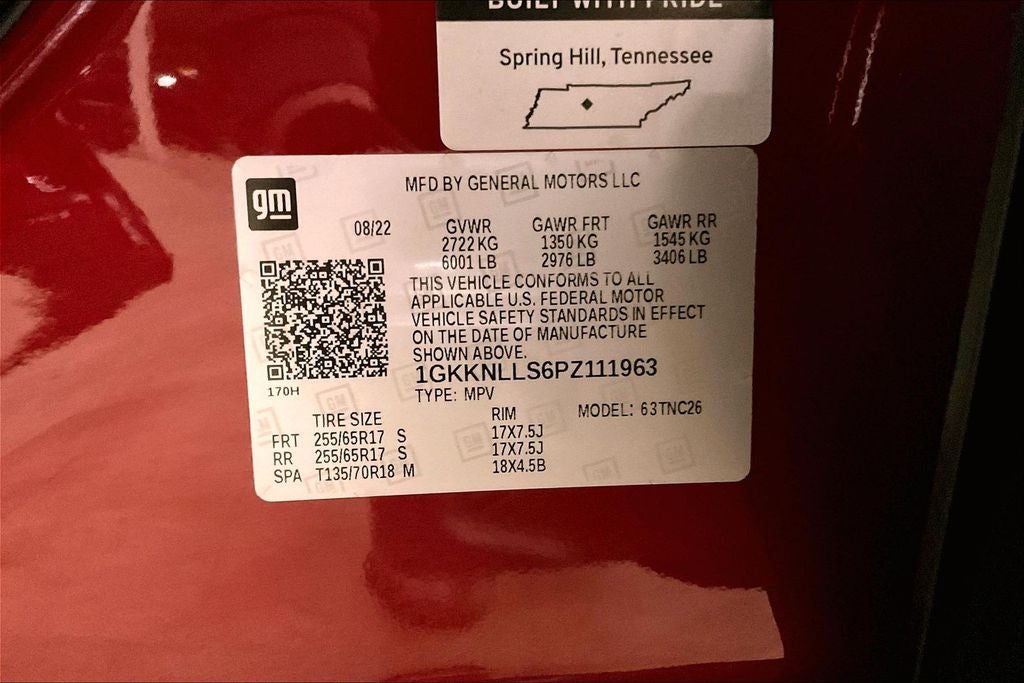 BUILT WITH PRIDE
Spring Hill, Tennessee
gm
MFD BY GENERAL MOTORS LLC
08/22 GVWR GAWR FRT GAWR RR
2722 KG 1350 KG 1545 KG
6001 LB 2976 LB 3406 LB
THIS VEHICLE CONFORMS TO ALL
APPLICABLE U.S. FEDERAL MOTOR
VEHICLE SAFETY STANDARDS IN EFFECT
ON THE DATE OF MANUFACTURE
SHOWN ABOVE.
170H
1GKKNLLS6PZ111963
TYPE: MPV
TIRE SIZE RIM MODEL: 63TNC26
FRT 255/65R17 S 17X7.5J
RR 255/65R17 S 17X7.5J
SPA T135/70R18 M 18X4.5B